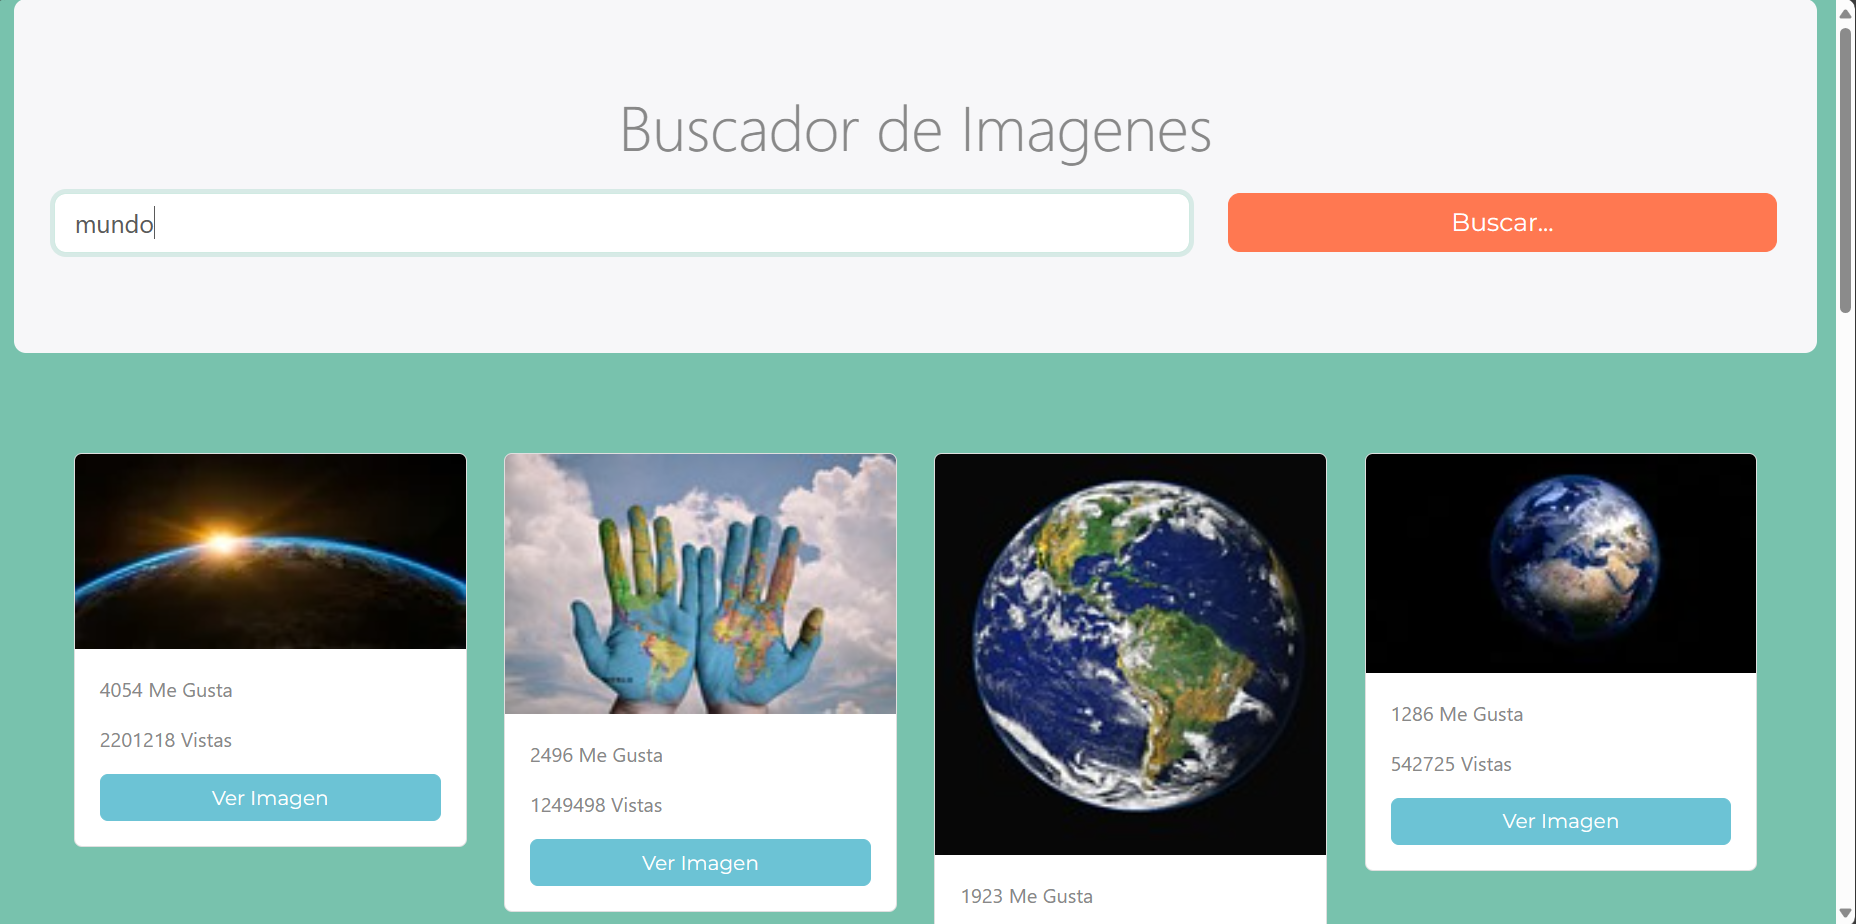 Buscador de Imagenes
mundo
Buscar...
4054 Me Gusta
2201218 Vistas
Ver Imagen
2496 Me Gusta
1249498 Vistas
Ver Imagen
1923 Me Gusta
1286 Me Gusta
542725 Vistas
Ver Imagen